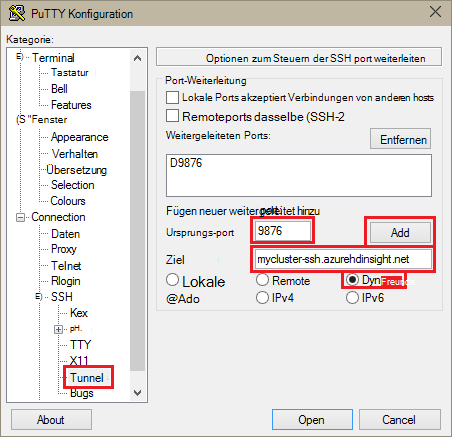 PuTTY Konfiguration
Kategorie:
Terminal
Tastatur
Bell
Features
(S "Fenster
Appearance
Verhalten
Übersetzung
Selection
Colours
Connection
Daten
Proxy
Telnet
Rlogin
SSH
Kex
pH.
TTY
X11
Tunnel
Bugs
Optionen zum Steuern der SSH port weiterleiten
Port-Weiterleitung
Lokale Ports akzeptiert Verbindungen von anderen hosts
Remoteports dasselbe (SSH-2
Weitergeleiteten Ports:
Entfernen
D9876
Fügen neuer weitergeleitet hinzu
Ursprungs-port
9876
Add
Ziel
mycluster-ssh.azurehdinsight.net
Lokale
Remote
Dyn
Freunds
@Ado
IPv4
IPv6
About
Open
Cancel